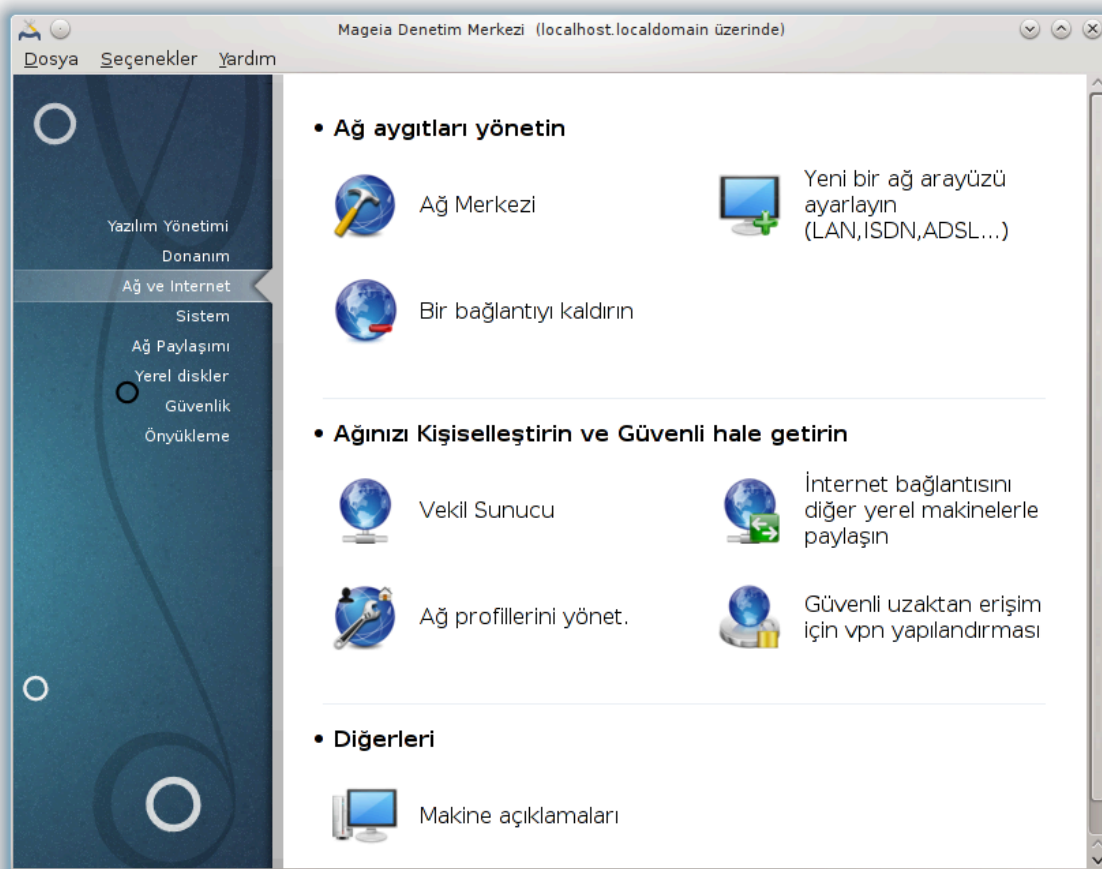 Mageia Denetim Merkezi (localhost.localdomain üzerinde)
Dosya Seçenekler Yardım
Yazılım Yönetimi
Donanım
Ağ ve Internet
Sistem
Ağ Paylaşımı
Yerel diskler
Güvenlik
Önyükleme
• Ağ aygıtları yönetin
Ağ Merkezi
Yeni bir ağ arayüzü
ayarlayın
(LAN,ISDN,ADSL...)
Bir bağlantıyı kaldırın
• Ağınızı Kişiselleştirin ve Güvenli hale getirin
Vekil Sunucu
İnternet bağlantısını
diğer yerel makinelerle
paylaşın
Ağ profillerini yönet.
Güvenli uzaktan erişim
için vpn yapılandırması
• Diğerleri
Makine açıklamaları